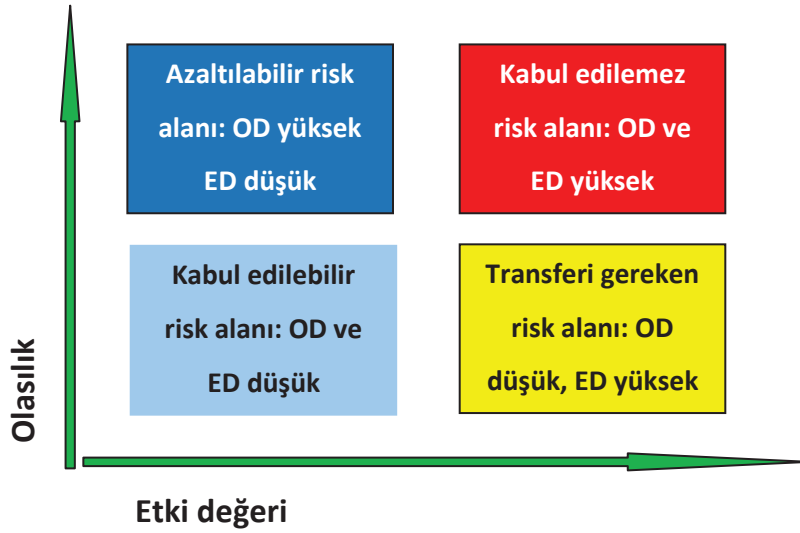 Azaltılabilir risk
alanı: OD yüksek
ED düşük
Kabul edilemez
risk alanı: OD ve
ED yüksek
Kabul edilebilir
risk alanı: OD ve
ED düşük
Transferi gereken
risk alanı: OD
düşük, ED yüksek
Olasılık
Etki değeri